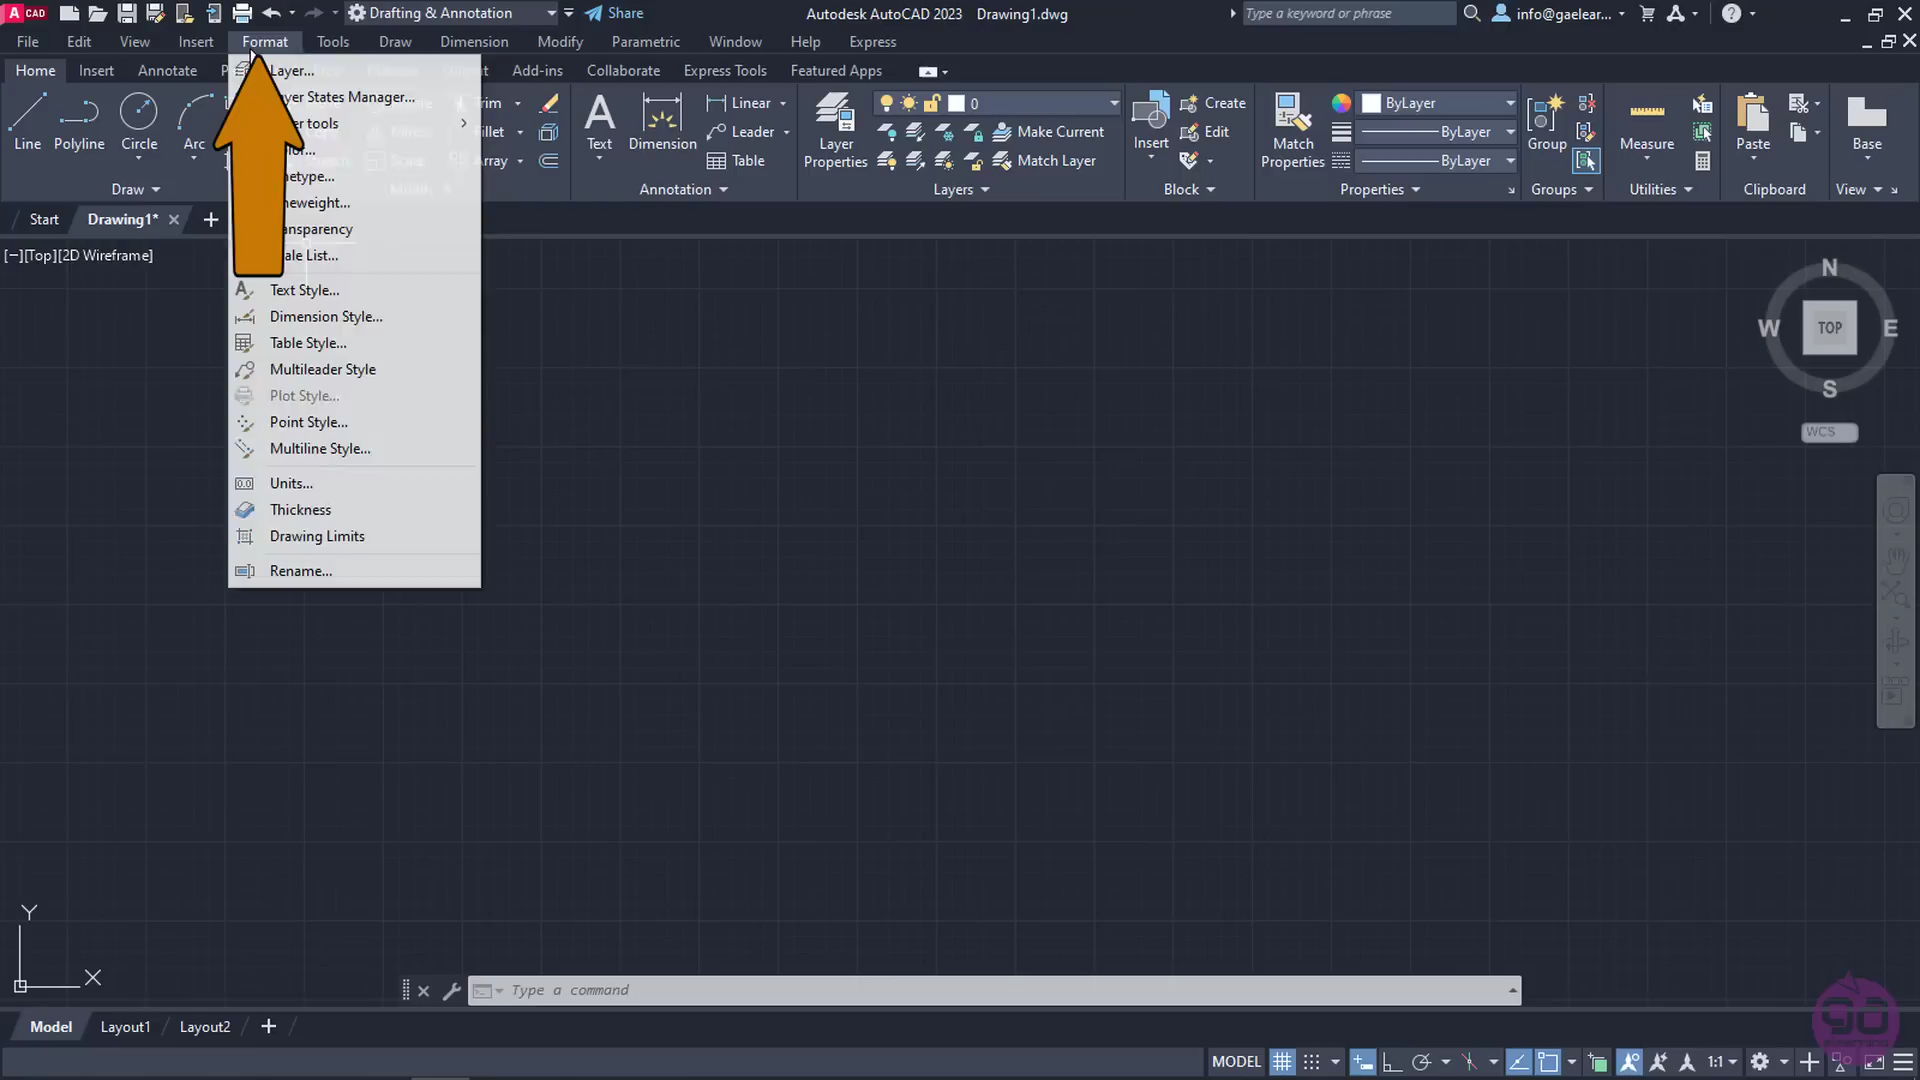 A CAD Drafting & Annotation Share Autodesk AutoCAD 2023 Drawing1.dwg Type a keyword or phrase info@gaelear...
File Edit View Insert Format Tools Draw Dimension Modify Parametric Window Help Express
Home Insert Annotate Add-ins Collaborate Express Tools Featured Apps
Line Polyline Circle Arc
Draw
Trim
Array
Text Dimension
Linear
Leader
Table
Annotation
Layer
Properties
0
Make Current
Match Layer
Layers
Insert
Create
Edit
Block
Match
Properties
ByLayer
ByLayer
ByLayer
Properties
Group
Groups
Measure
Utilities
Paste
Clipboard
Base
View
Layer...
yer States Manager...
er tools
etype...
neweight...
ansparency
ale List...
Text Style...
Dimension Style...
Table Style...
Multileader Style
Plot Style...
Point Style...
Multiline Style...
Units...
Thickness
Drawing Limits
Rename...
Start Drawing1*
[−][Top][2D Wireframe]
N
W TOP E
S
WCS
Y
X
Type a command
Model Layout1 Layout2
MODEL 1:1